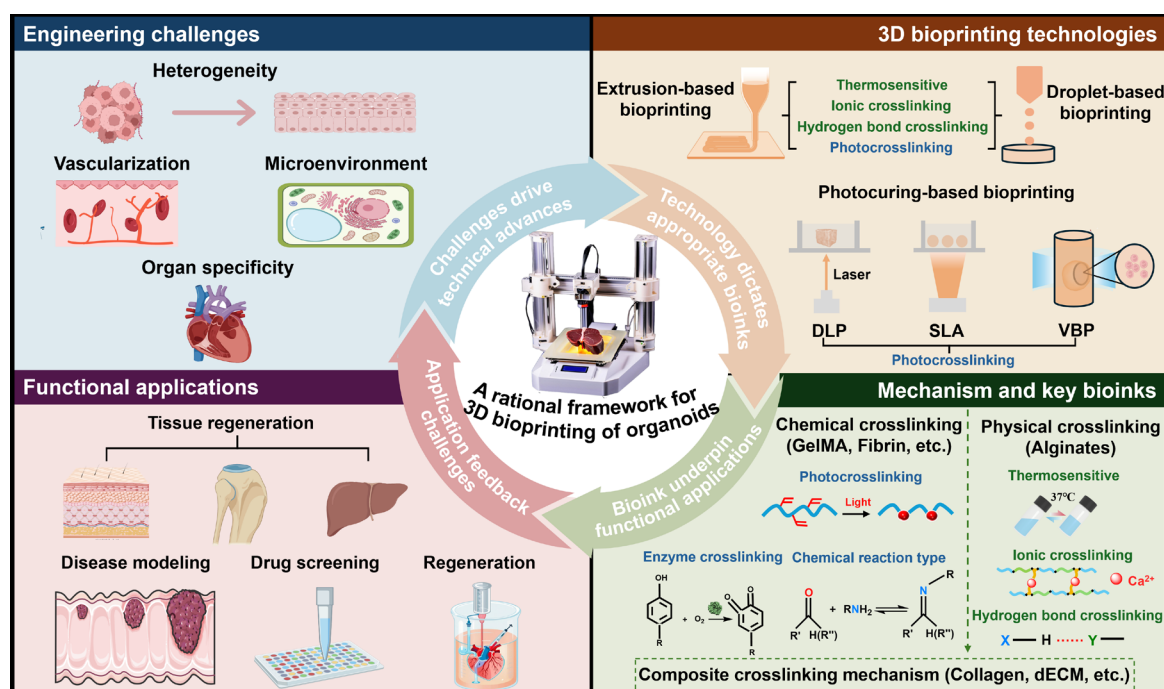 Engineering challenges
Heterogeneity
Vascularization
Microenvironment
Organ specificity
3D bioprinting technologies
Extrusion-based
bioprinting
Thermosensitive
Ionic crosslinking
Hydrogen bond crosslinking
Photocrosslinking
Droplet-based
bioprinting
Photocuring-based bioprinting
Laser
DLP
SLA
VBP
Photocrosslinking
Challenges drive
technical advances
Technology dictates
appropriate bioinks
Bioink underpin
functional applications
Application feedback
challenges
A rational framework for
3D bioprinting of organoids
Functional applications
Tissue regeneration
Disease modeling
Drug screening
Regeneration
Mechanism and key bioinks
Chemical crosslinking
(GelMA, Fibrin, etc.)
Photocrosslinking
Light
Enzyme crosslinking
OH
R
+ O₂
O
O
R
Chemical reaction type
O
R'
H(R'')
+ RNH₂
N
R
R'
H(R'')
Physical crosslinking
(Alginates)
Thermosensitive
37°C
Ionic crosslinking
Ca²⁺
Hydrogen bond crosslinking
X — H ······ Y —
Composite crosslinking mechanism (Collagen, dECM, etc.)